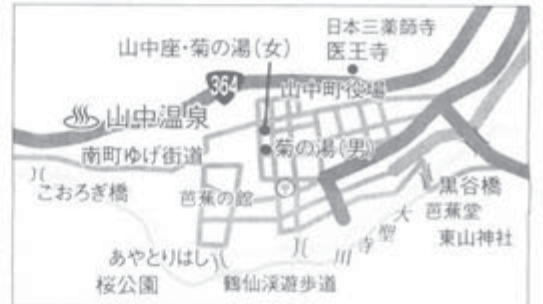 日本三薬師寺
医王寺
山中座・菊の湯(女)
364
山中町役場
山中温泉
菊の湯(男)
南町ゆげ街道
こおろぎ橋
芭蕉の館
黒谷橋
芭蕉堂
東山神社
大聖寺川
あやとりはし
桜公園
鶴仙渓遊歩道